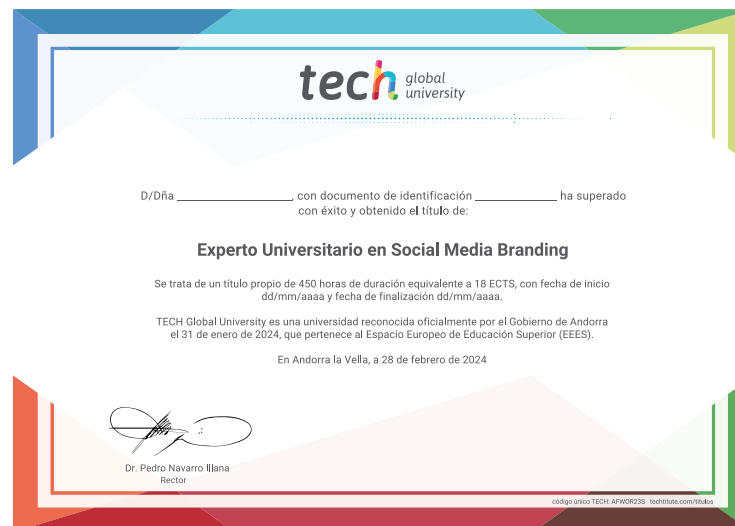 tech global university
D/Dña ____________________, con documento de identificación ______________ ha superado
con éxito y obtenido el título de:
Experto Universitario en Social Media Branding
Se trata de un título propio de 450 horas de duración equivalente a 18 ECTS, con fecha de inicio
dd/mm/aaaa y fecha de finalización dd/mm/aaaa.
TECH Global University es una universidad reconocida oficialmente por el Gobierno de Andorra
el 31 de enero de 2024, que pertenece al Espacio Europeo de Educación Superior (EEES).
En Andorra la Vella, a 28 de febrero de 2024
Dr. Pedro Navarro Illana
Rector
código único TECH: AFWOR23S techtitute.com/titulos